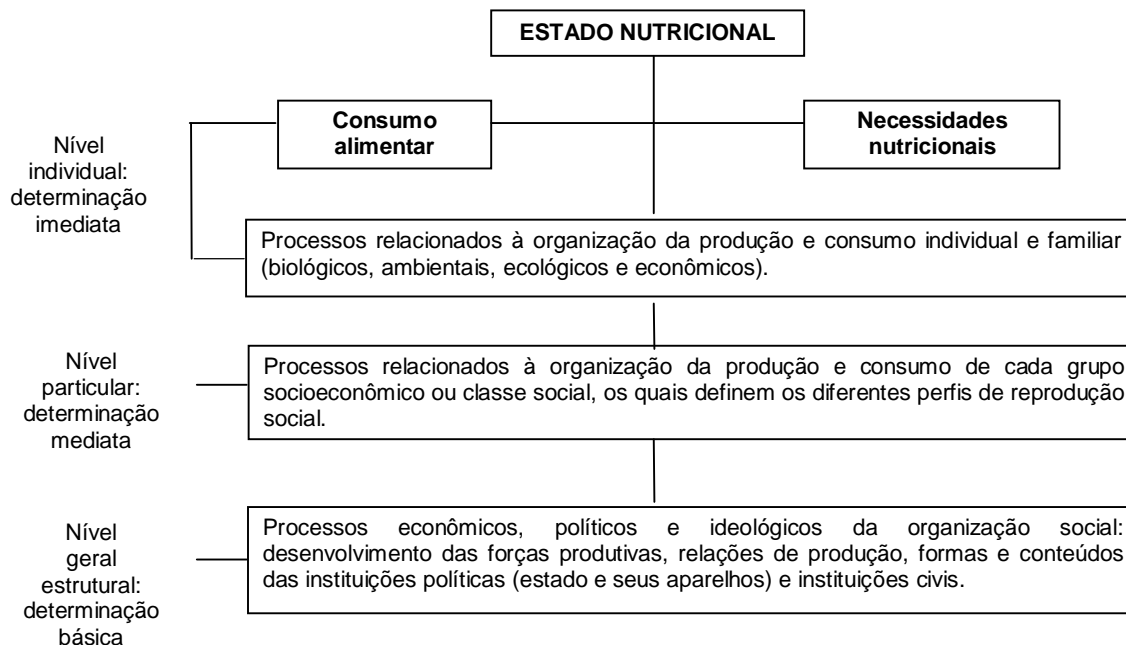 ESTADO NUTRICIONAL
Consumo
alimentar
Necessidades
nutricionais
Nível
individual:
determinação
imediata
Processos relacionados à organização da produção e consumo individual e familiar
(biológicos, ambientais, ecológicos e econômicos).
Nível
particular:
determinação
mediata
Processos relacionados à organização da produção e consumo de cada grupo
socioeconômico ou classe social, os quais definem os diferentes perfis de reprodução
social.
Nível
geral
estrutural:
determinação
básica
Processos econômicos, políticos e ideológicos da organização social:
desenvolvimento das forças produtivas, relações de produção, formas e conteúdos
das instituições políticas (estado e seus aparelhos) e instituições civis.